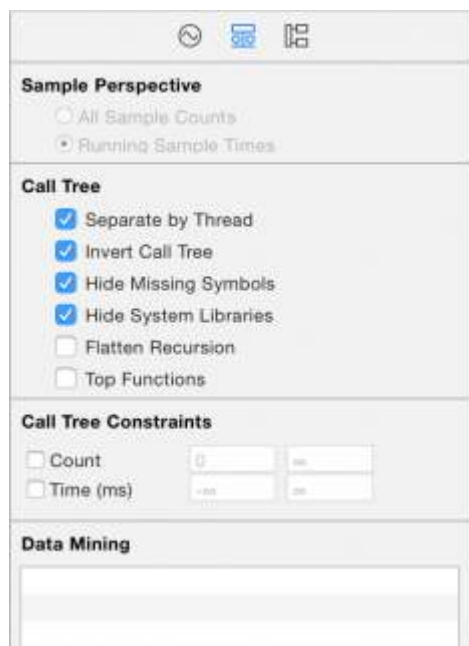 Sample Perspective
All Sample Counts
Running Sample Times
Call Tree
Separate by Thread
Invert Call Tree
Hide Missing Symbols
Hide System Libraries
Flatten Recursion
Top Functions
Call Tree Constraints
Count 0 ∞
Time (ms) -∞ ∞
Data Mining